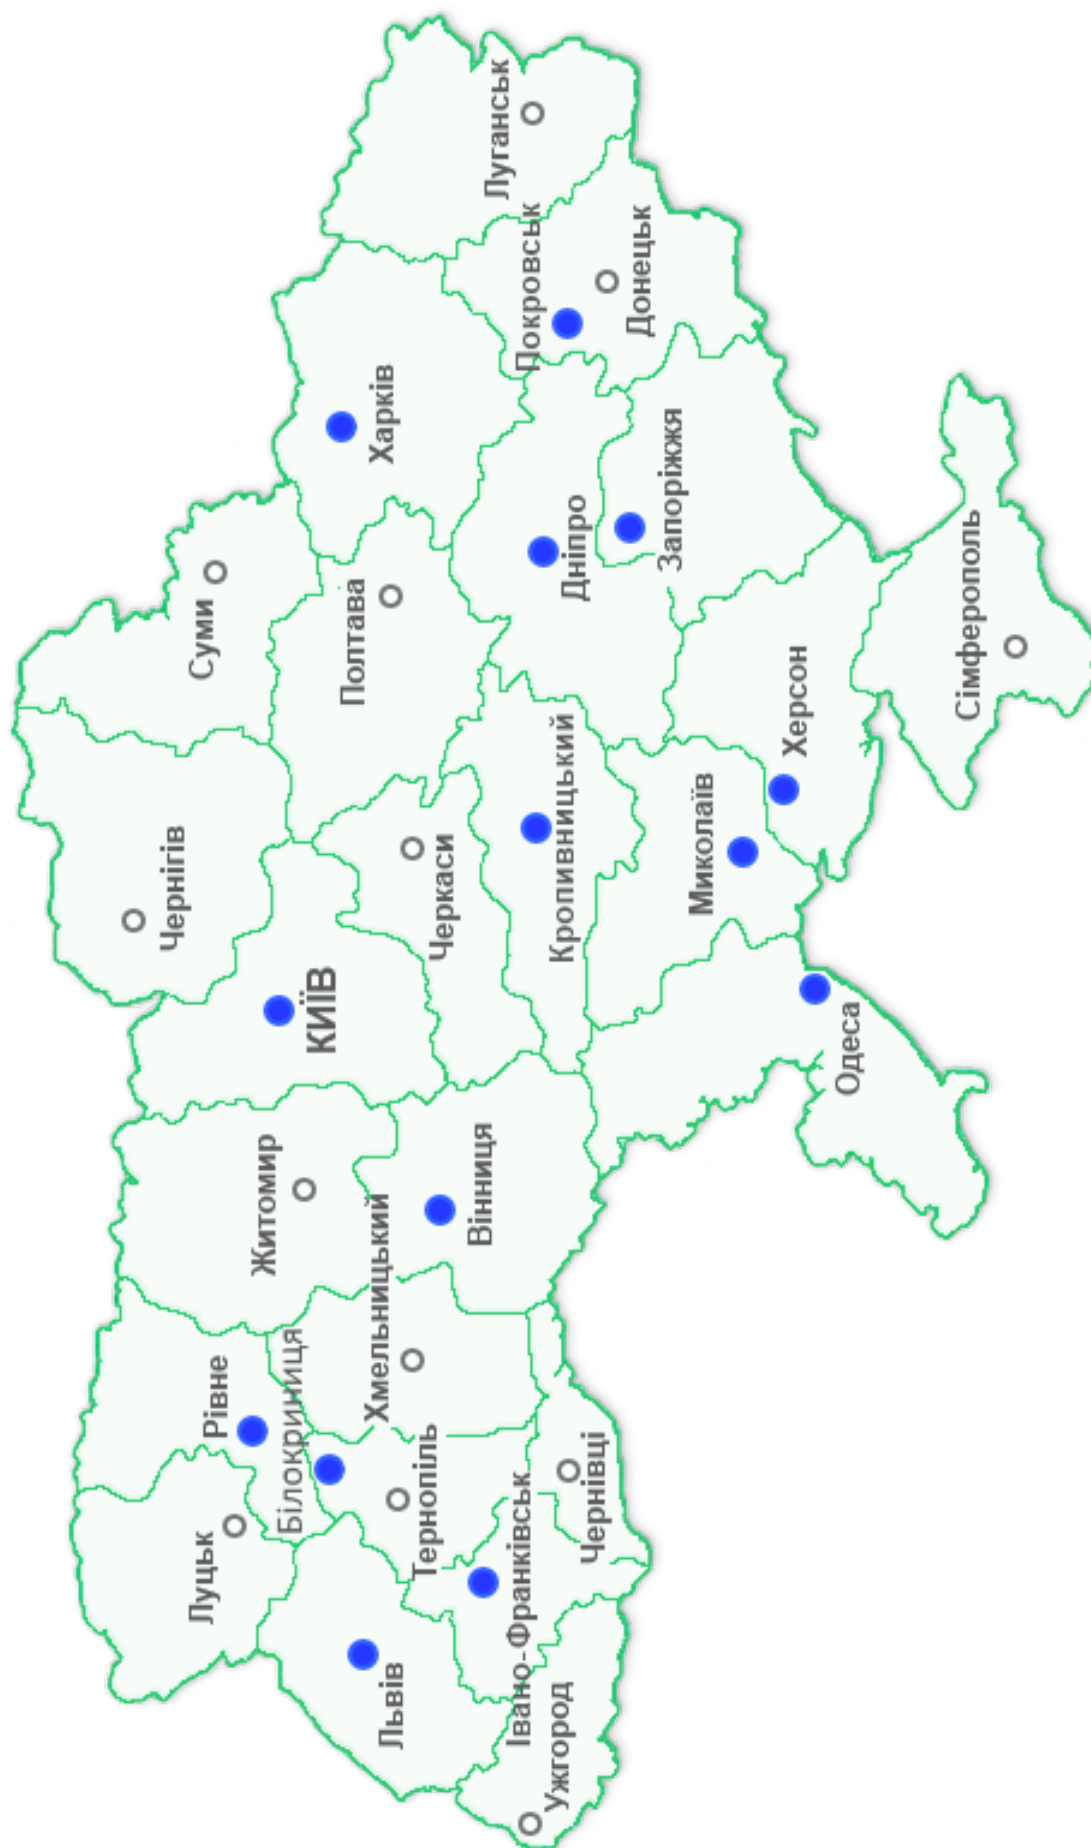 Луцьк
Рівне
Житомир
КИЇВ
Чернігів
Суми
Білокриниця
Львів
Тернопіль
Хмельницький
Вінниця
Черкаси
Полтава
Харків
Луганськ
Ужгород
Івано-Франківськ
Чернівці
Кропивницький
Дніпро
Покровськ
Донецьк
Запоріжжя
Миколаїв
Херсон
Одеса
Сімферополь